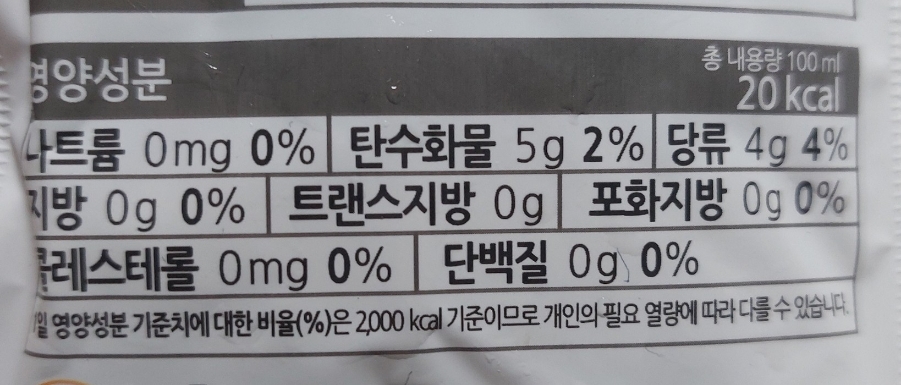 영양성분 총 내용량 100 ml
20 kcal
나트륨 0mg 0% 탄수화물 5g 2% 당류 4g 4%
지방 0g 0% 트랜스지방 0g 포화지방 0g 0%
콜레스테롤 0mg 0% 단백질 0g 0%
1일 영양성분 기준치에 대한 비율(%)은 2,000 kcal 기준이므로 개인의 필요 열량에 따라 다를 수 있습니다.